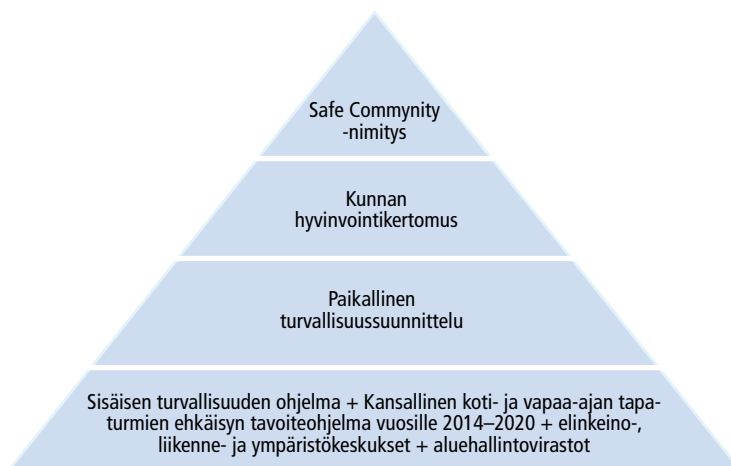 Safe Commynity
-nimitys
Kunnan
hyvinvointikertomus
Paikallinen
turvallisuussuunnittelu
Sisäisen turvallisuuden ohjelma + Kansallinen koti- ja vapaa-ajan tapa-
turmien ehkäisyn tavoiteohjelma vuosille 2014–2020 + elinkeino-,
liikenne- ja ympäristökeskukset + aluehallintovirastot